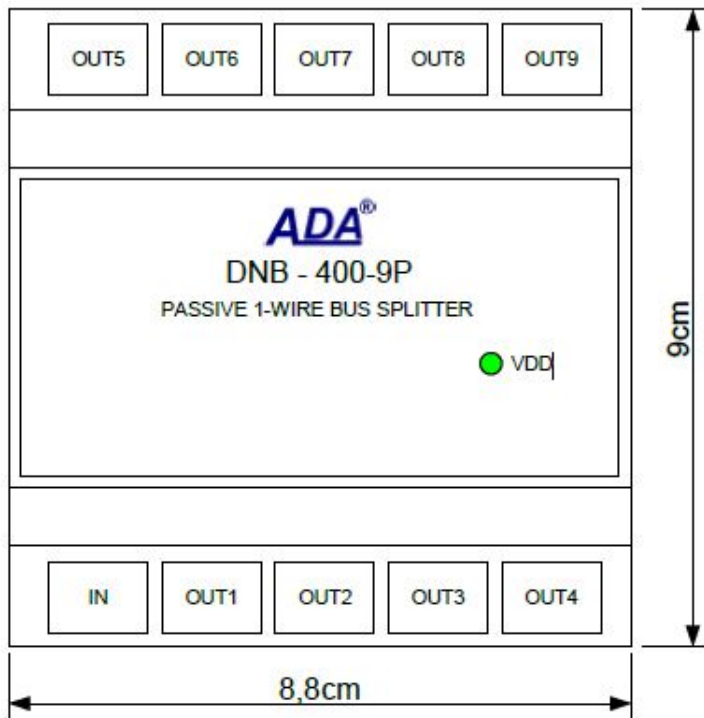 OUT5 OUT6 OUT7 OUT8 OUT9
ADA®
DNB - 400-9P
PASSIVE 1-WIRE BUS SPLITTER
VDD
9cm
IN OUT1 OUT2 OUT3 OUT4
8,8cm